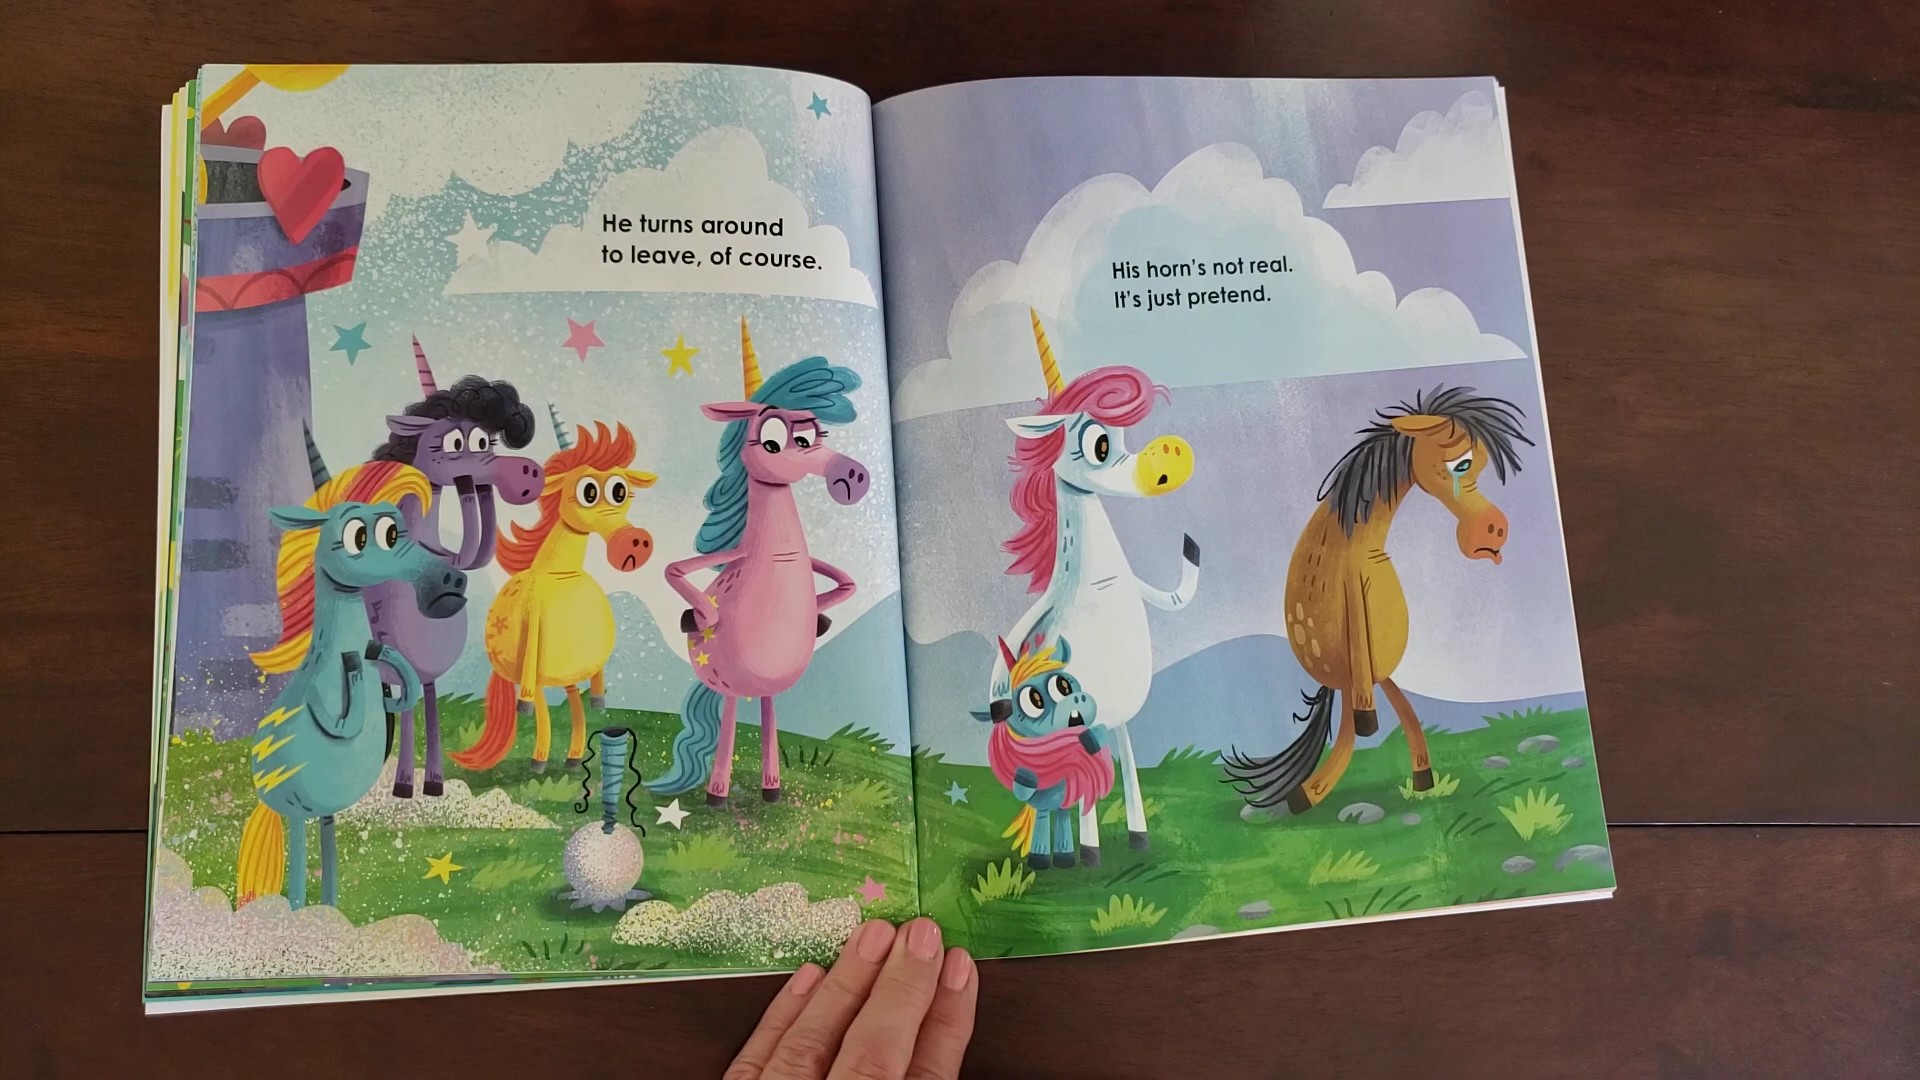 He turns around
to leave, of course.
His horn's not real.
It's just pretend.